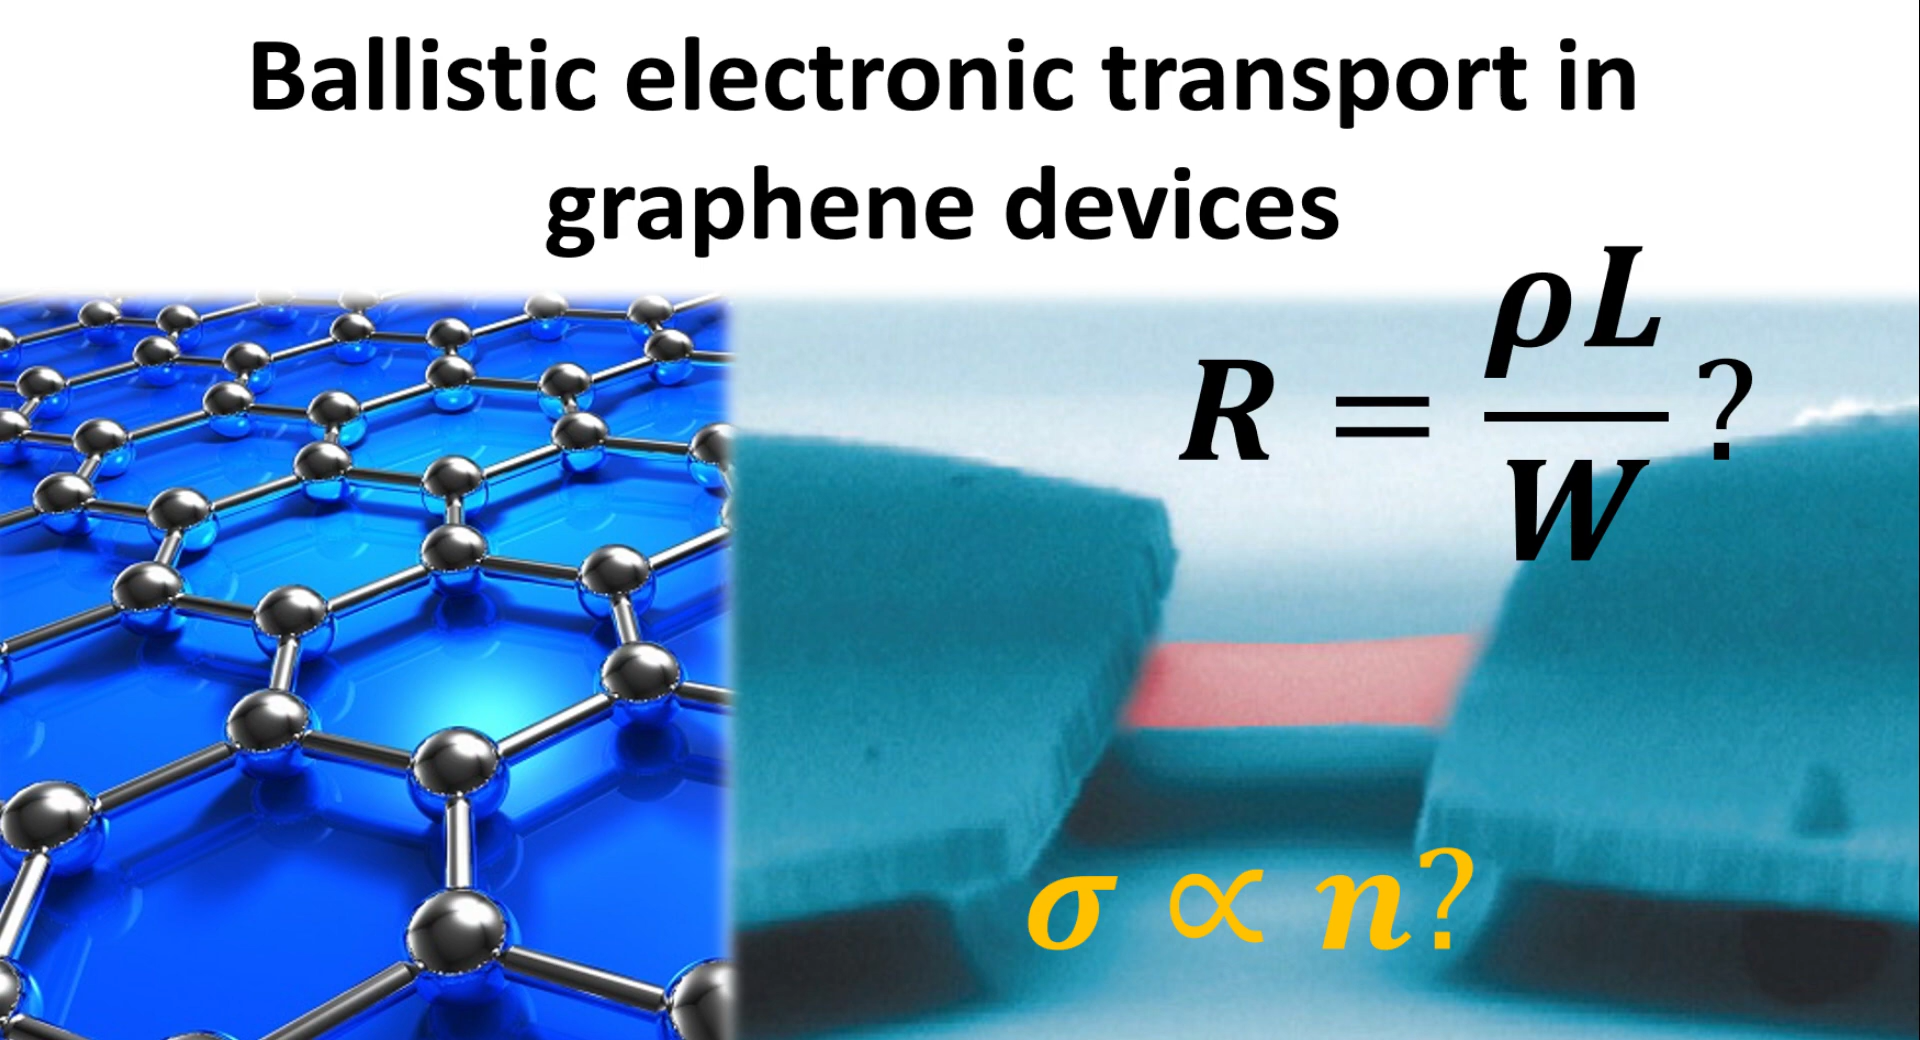 Ballistic electronic transport in
graphene devices
R = ρL/W ?
σ ∝ n?